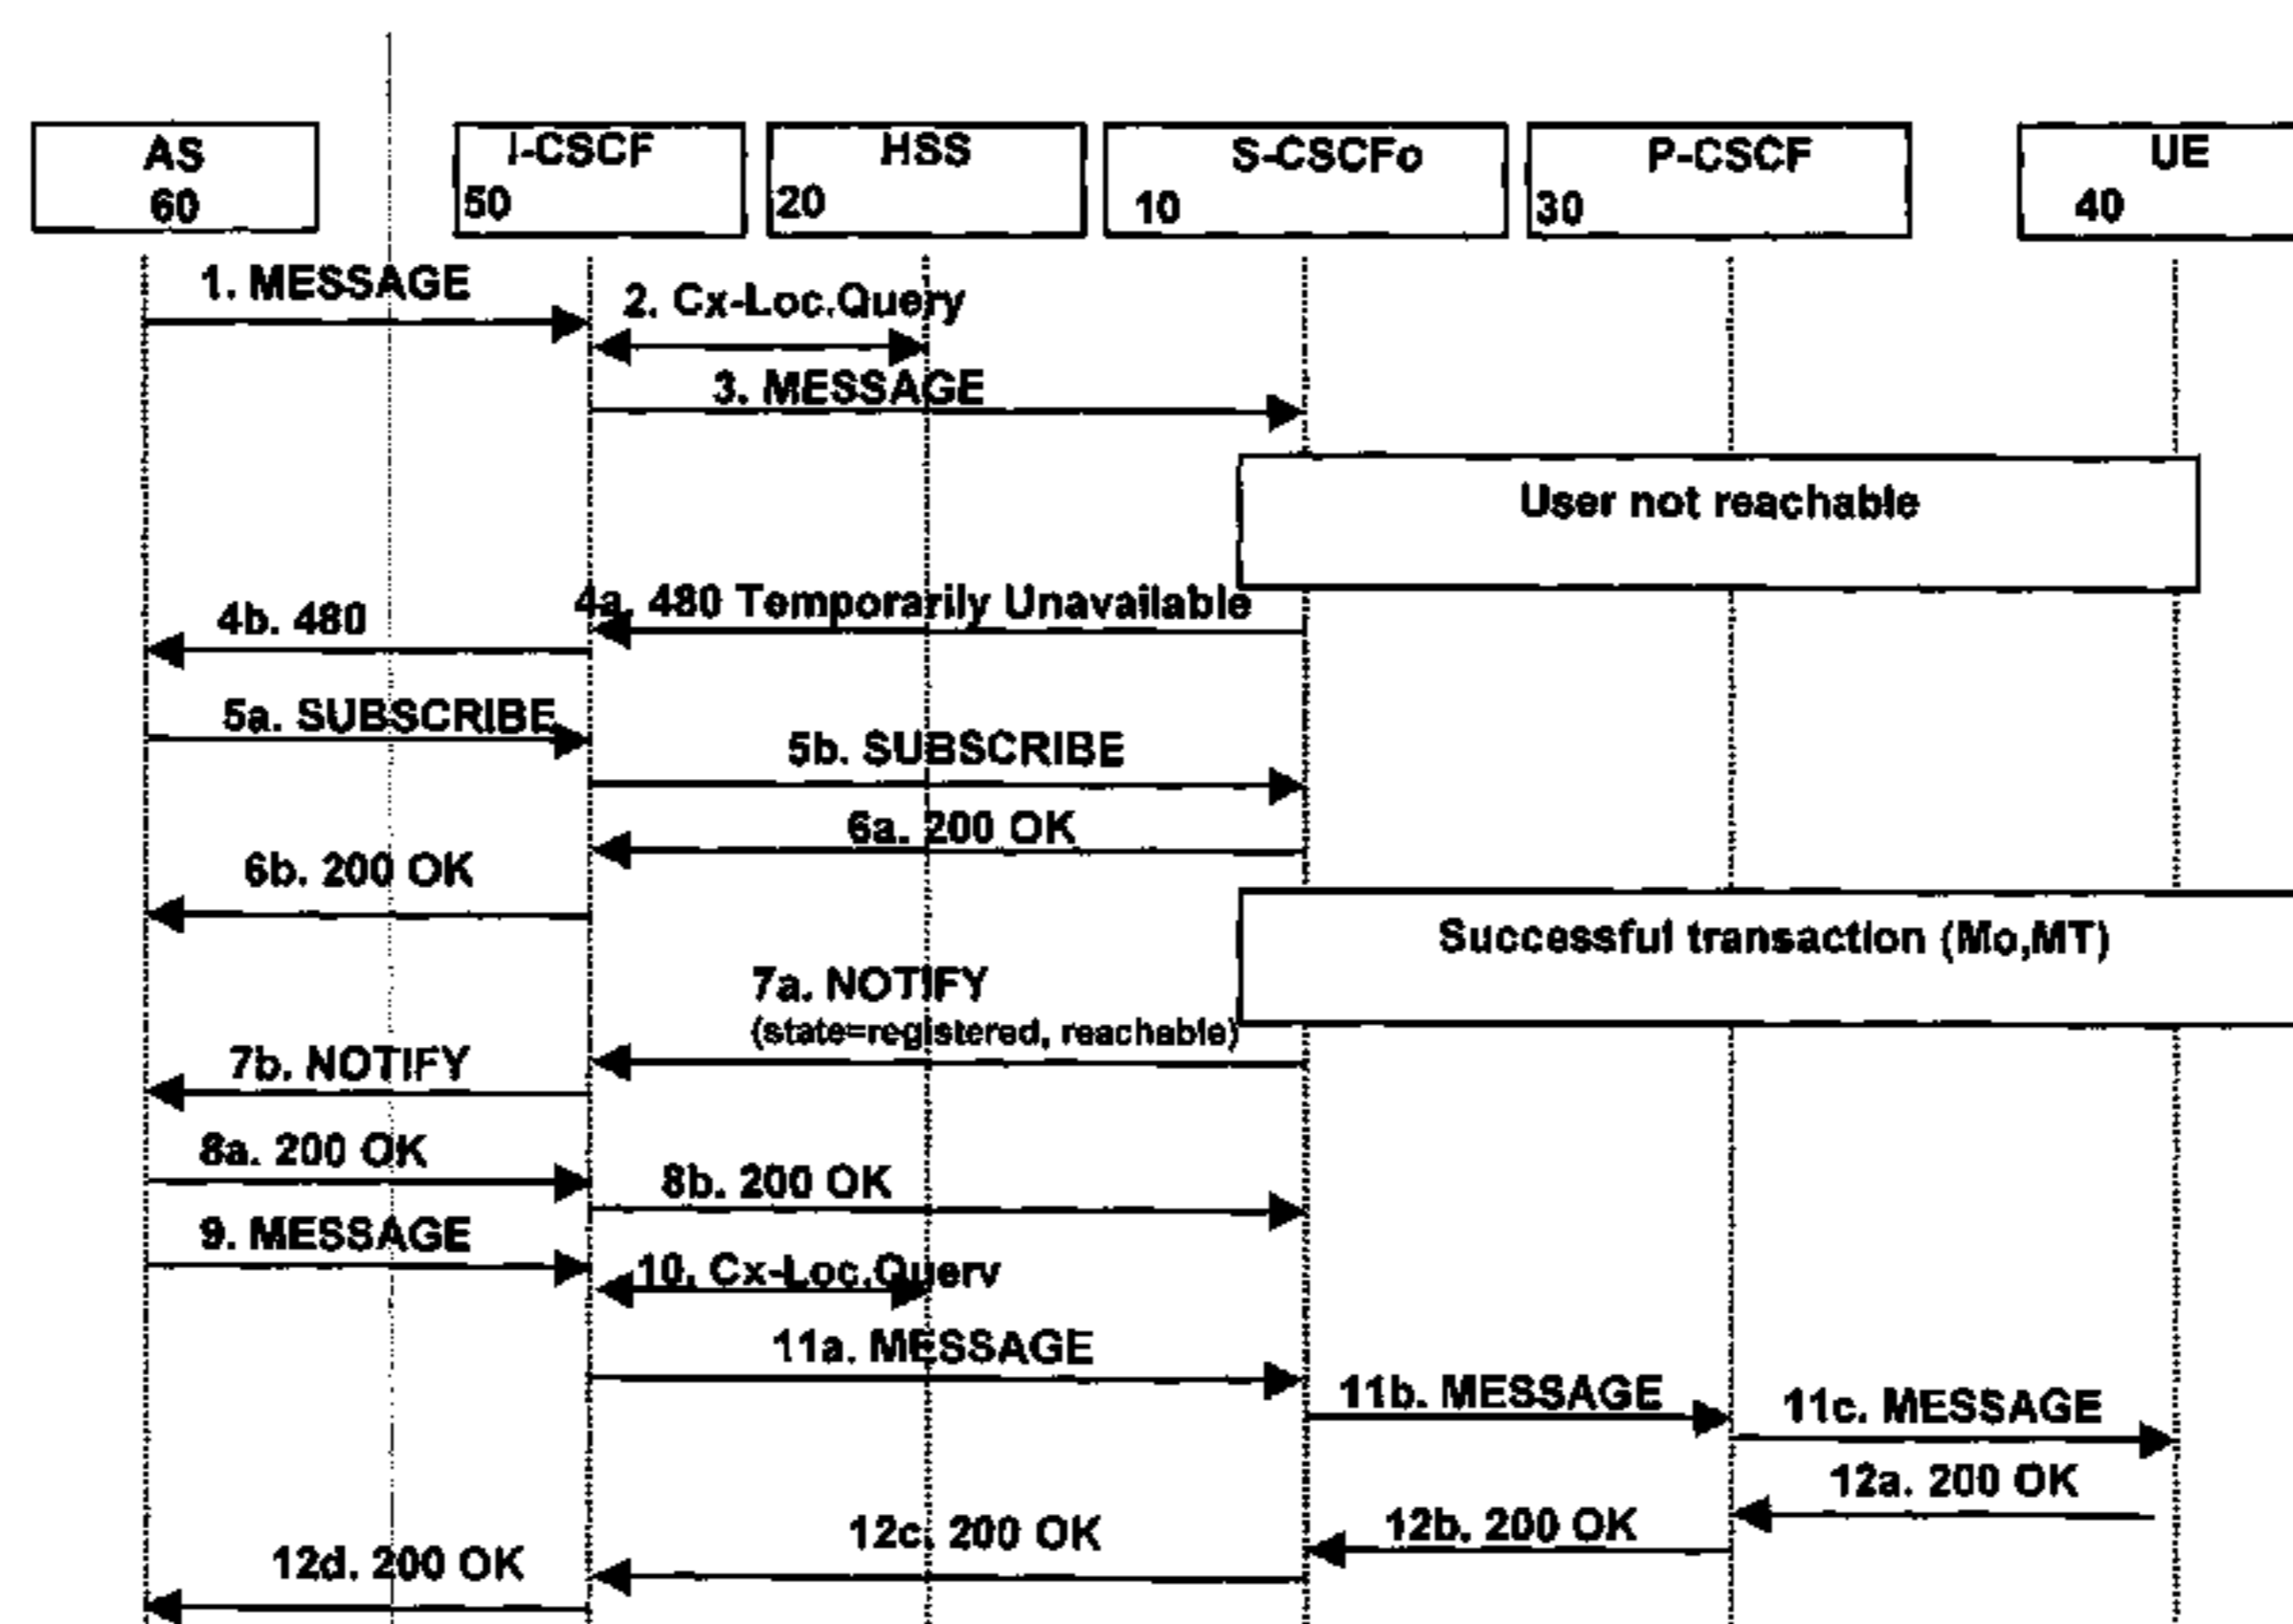 AS
60
I-CSCF
50
HSS
20
S-CSCFo
10
P-CSCF
30
UE
40
1. MESSAGE
2. Cx-Loc.Query
3. MESSAGE
User not reachable
4a. 480 Temporarily Unavailable
4b. 480
5a. SUBSCRIBE
5b. SUBSCRIBE
6a. 200 OK
6b. 200 OK
Successful transaction (Mo,MT)
7a. NOTIFY
(state=registered, reachable)
7b. NOTIFY
8a. 200 OK
8b. 200 OK
9. MESSAGE
10. Cx-Loc.Query
11a. MESSAGE
11b. MESSAGE
11c. MESSAGE
12a. 200 OK
12b. 200 OK
12c. 200 OK
12d. 200 OK